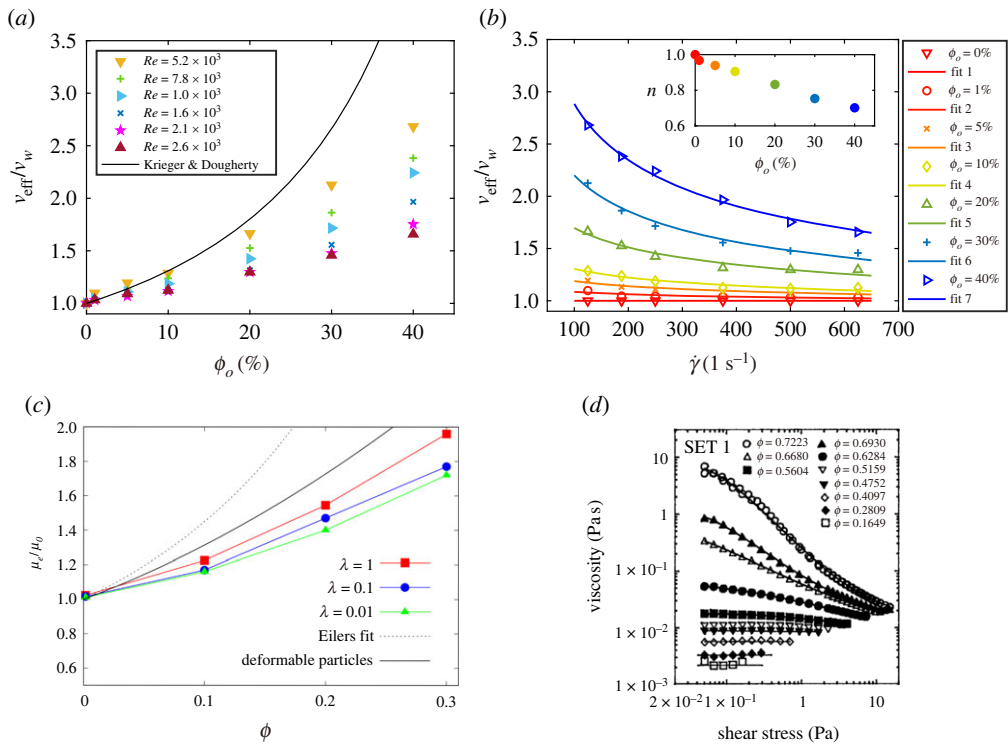 (a)
3.5
3.0
2.5
2.0
1.5
1.0
ν_eff/ν_w
Re = 5.2 × 10³
Re = 7.8 × 10³
Re = 1.0 × 10³
Re = 1.6 × 10³
Re = 2.1 × 10³
Re = 2.6 × 10³
Krieger & Dougherty
0 10 20 30 40
ϕ_o (%)
(b)
3.5
3.0
2.5
2.0
1.5
1.0
ν_eff/ν_w
1.0
0.8
0.6
n
0 10 20 30 40
ϕ_o (%)
100 200 300 400 500 600 700
γ̇ (1 s⁻¹)
ϕ_o = 0%
fit 1
ϕ_o = 1%
fit 2
ϕ_o = 5%
fit 3
ϕ_o = 10%
fit 4
ϕ_o = 20%
fit 5
ϕ_o = 30%
fit 6
ϕ_o = 40%
fit 7
(c)
2.0
1.8
1.6
1.4
1.2
1.0
0.8
0.6
μ_e/μ_0
λ = 1
λ = 0.1
λ = 0.01
Eilers fit
deformable particles
0 0.1 0.2 0.3
ϕ
(d)
SET 1
ϕ = 0.7223
ϕ = 0.6680
ϕ = 0.5604
ϕ = 0.6930
ϕ = 0.6284
ϕ = 0.5159
ϕ = 0.4752
ϕ = 0.4097
ϕ = 0.2809
ϕ = 0.1649
10
1
1 × 10⁻¹
1 × 10⁻²
1 × 10⁻³
viscosity (Pa s)
2 × 10⁻² 1 × 10⁻¹ 1 10
shear stress (Pa)